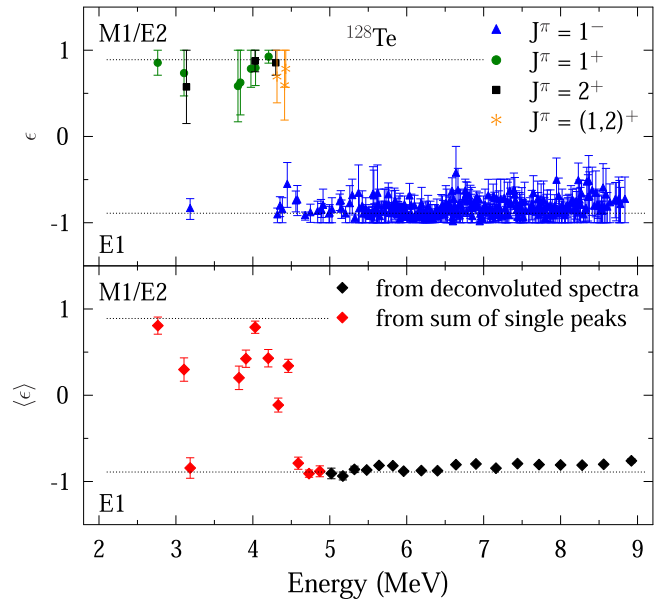 M1/E2
¹²⁸Te
J^π = 1⁻
J^π = 1⁺
J^π = 2⁺
J^π = (1,2)⁺
1
0
-1
ϵ
E1
M1/E2
from deconvoluted spectra
from sum of single peaks
1
0
-1
⟨ϵ⟩
E1
2 3 4 5 6 7 8 9
Energy (MeV)